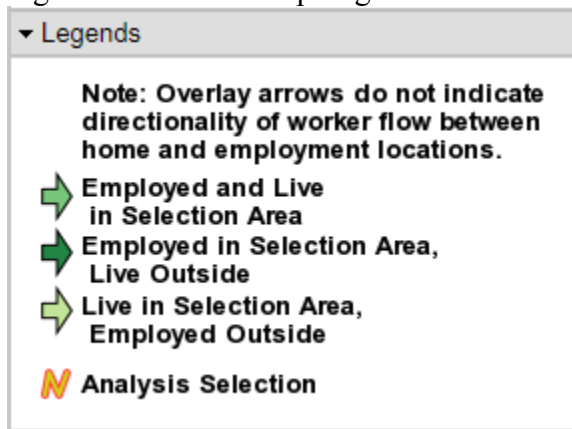 Legends
Note: Overlay arrows do not indicate
directionality of worker flow between
home and employment locations.
Employed and Live
in Selection Area
Employed in Selection Area,
Live Outside
Live in Selection Area,
Employed Outside
Analysis Selection